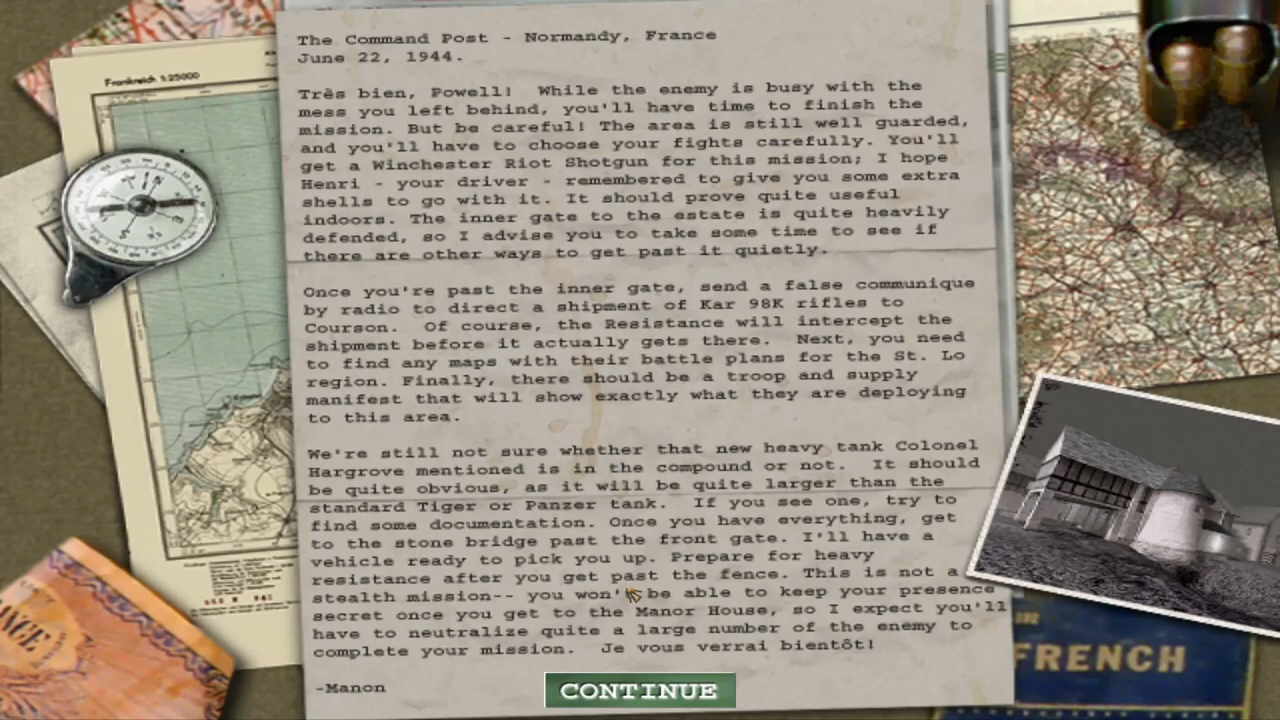 The Command Post - Normandy, France
June 22, 1944.
Très bien, Powell!  While the enemy is busy with the
mess you left behind, you'll have time to finish the
mission. But be careful! The area is still well guarded,
and you'll have to choose your fights carefully. You'll
get a Winchester Riot Shotgun for this mission; I hope
Henri - your driver - remembered to give you some extra
shells to go with it. It should prove quite useful
indoors. The inner gate to the estate is quite heavily
defended, so I advise you to take some time to see if
there are other ways to get past it quietly.
Once you're past the inner gate, send a false communique
by radio to direct a shipment of Kar 98K rifles to
Courson.  Of course, the Resistance will intercept the
shipment before it actually gets there.  Next, you need
to find any maps with their battle plans for the St. Lo
region. Finally, there should be a troop and supply
manifest that will show exactly what they are deploying
to this area.
We're still not sure whether that new heavy tank Colonel
Hargrove mentioned is in the compound or not.  It should
be quite obvious, as it will be quite larger than the
standard Tiger or Panzer tank.  If you see one, try to
find some documentation. Once you have everything, get
to the stone bridge past the front gate. I'll have a
vehicle ready to pick you up. Prepare for heavy
resistance after you get past the fence. This is not a
stealth mission-- you won't be able to keep your presence
secret once you get to the Manor House, so I expect you'll
have to neutralize quite a large number of the enemy to
complete your mission.  Je vous verrai bientôt!
-Manon
CONTINUE
Frankreich 1:25000
FRENCH